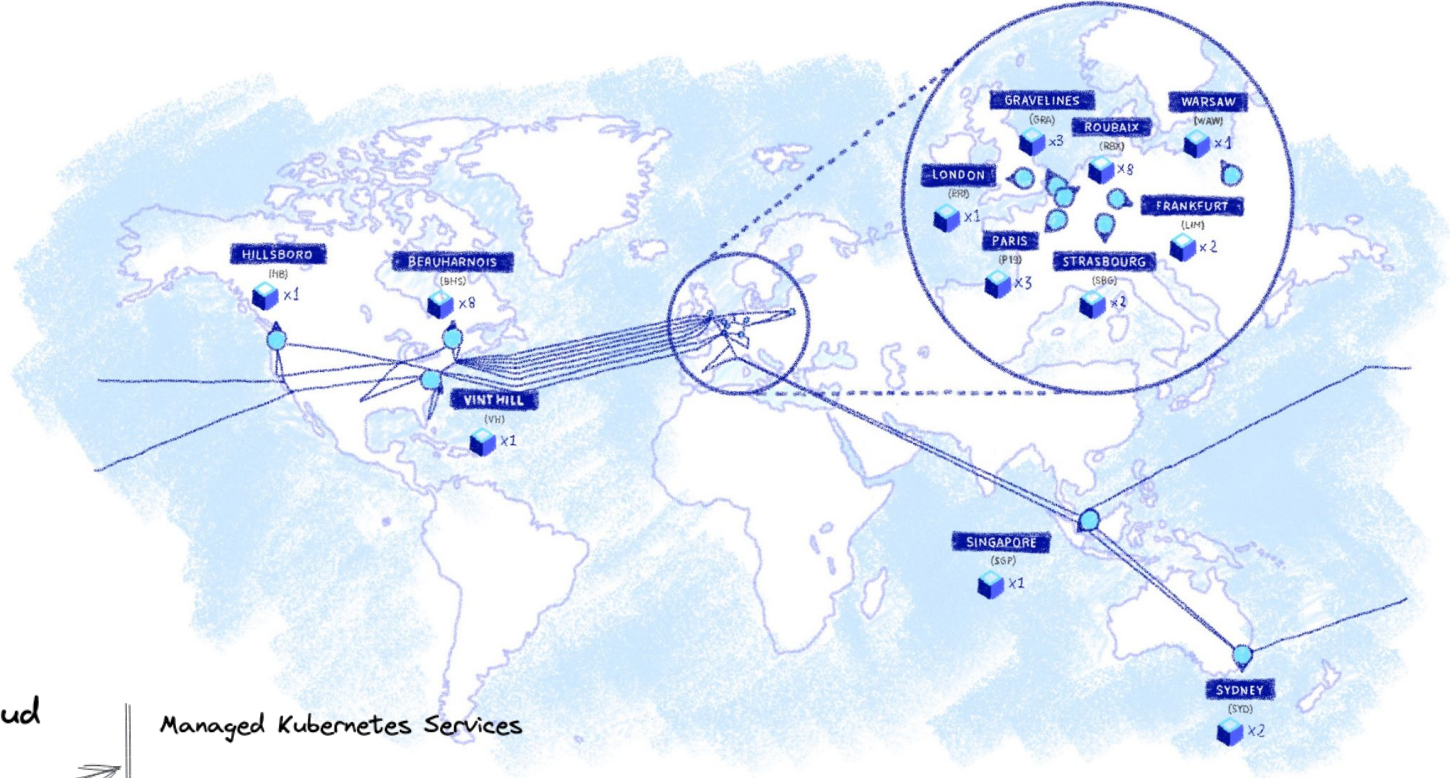 GRAVELINES
(GRA)
x3
WARSAW
(WAW)
x1
ROUBAIX
(RBX)
x8
LONDON
x1
FRANKFURT
(LIM)
x2
PARIS
(P19)
x3
STRASBOURG
(SBG)
x2
HILLSBORO
(HB)
x1
BEAUHARNOIS
(BHS)
x8
VINT HILL
(VH)
x1
SINGAPORE
(SGP)
x1
SYDNEY
(SYD)
x2
ud
Managed Kubernetes Services